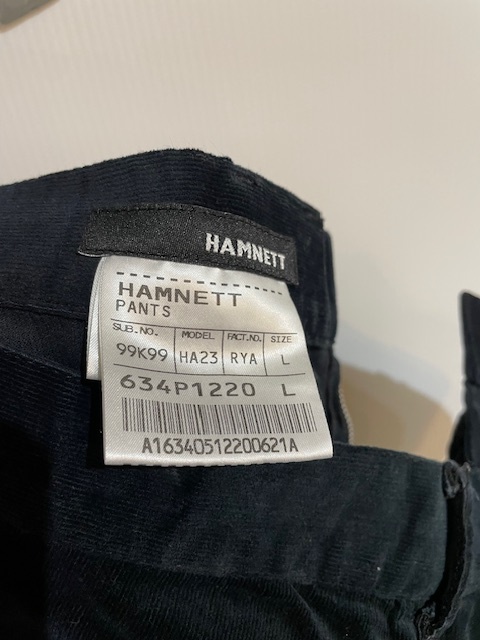 HAMNETT
HAMNETT
PANTS
SUB.NO. MODEL FACT.NO. SIZE
99K99 HA23 RYA L
634P1220 L
A16340512200621A